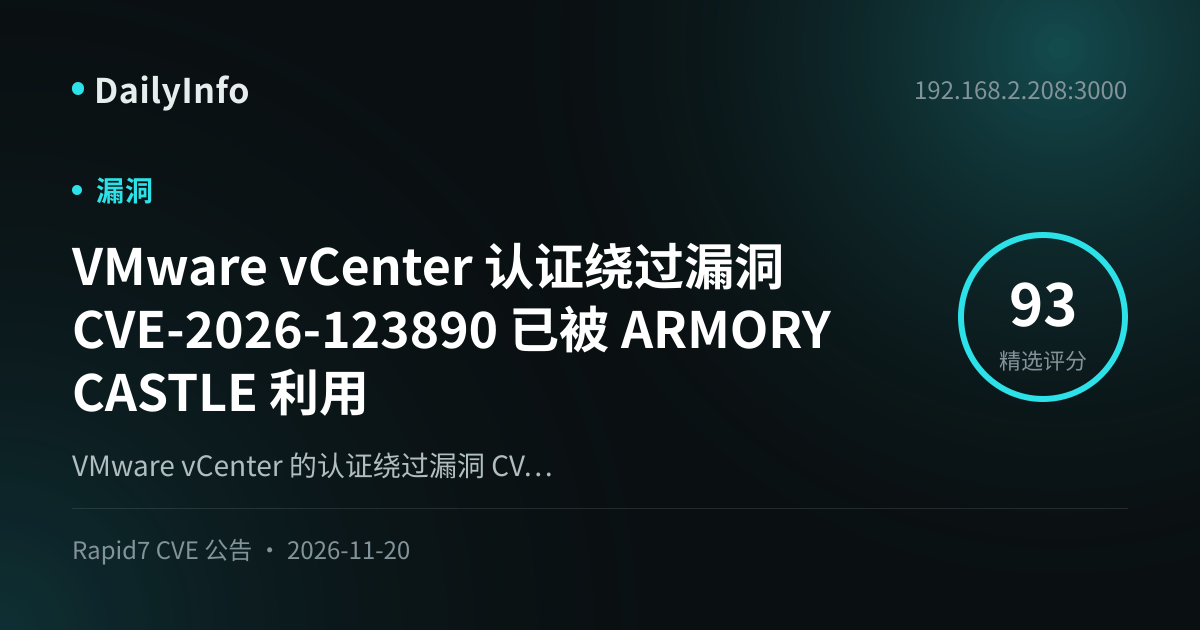 DailyInfo
192.168.2.208:3000
漏洞
VMware vCenter 认证绕过漏洞
CVE-2026-123890 已被 ARMORY
CASTLE 利用
93
精选评分
VMware vCenter 的认证绕过漏洞 CV…
Rapid7 CVE 公告 · 2026-11-20